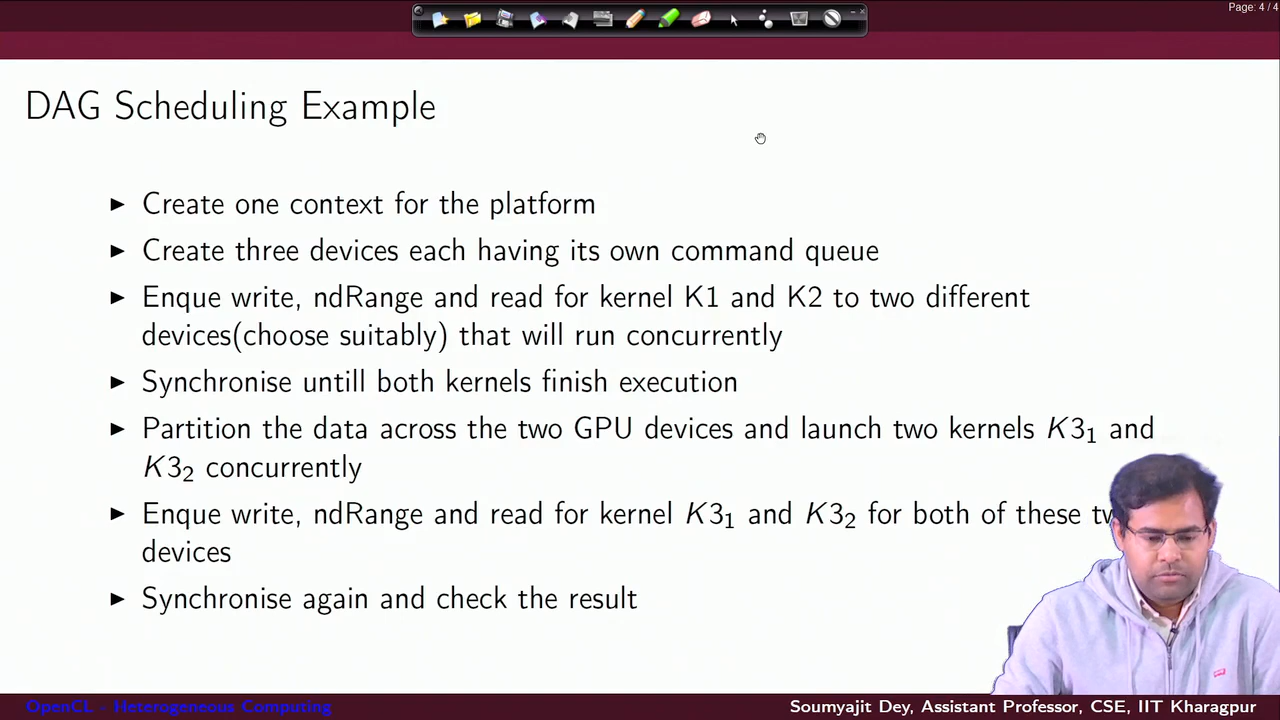 Page: 4 / 4
DAG Scheduling Example
▶ Create one context for the platform
▶ Create three devices each having its own command queue
▶ Enque write, ndRange and read for kernel K1 and K2 to two different
devices(choose suitably) that will run concurrently
▶ Synchronise untill both kernels finish execution
▶ Partition the data across the two GPU devices and launch two kernels K3₁ and
K3₂ concurrently
▶ Enque write, ndRange and read for kernel K3₁ and K3₂ for both of these
devices
▶ Synchronise again and check the result
OpenCL - Heterogeneous Computing
Soumyajit Dey, Assistant Professor, CSE, IIT Kharagpur